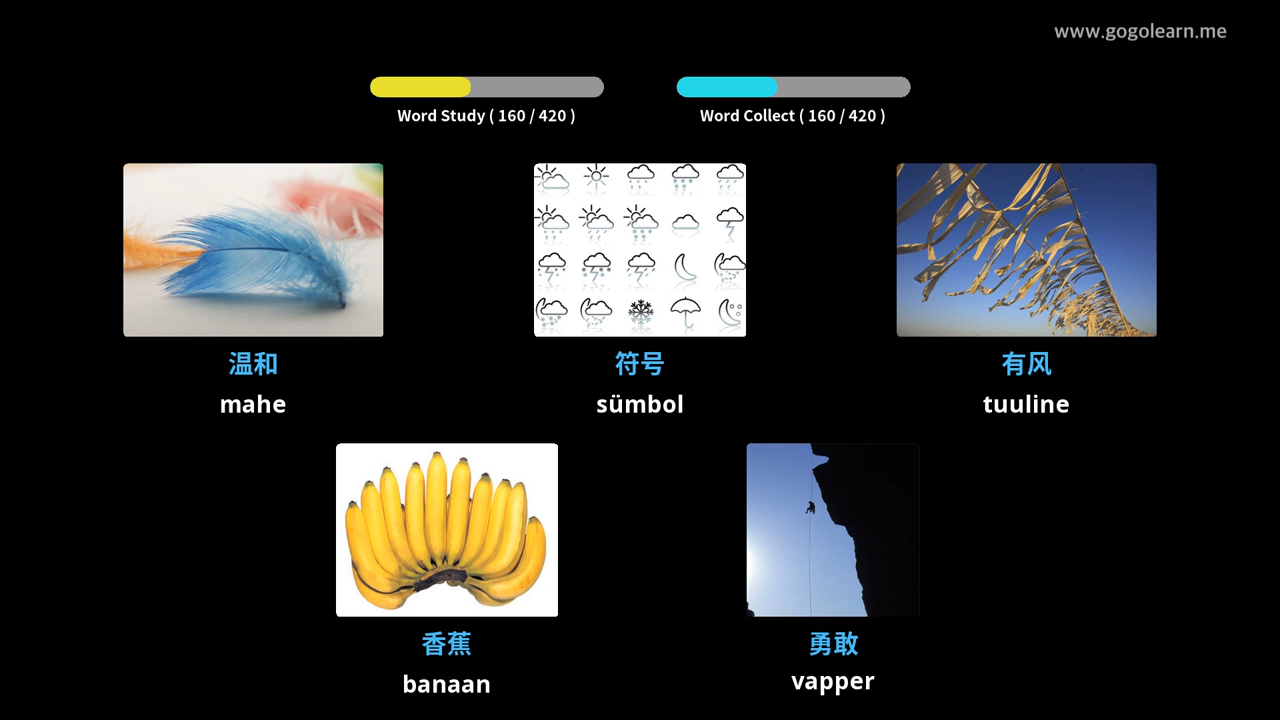 www.gogolearn.me
Word Study ( 160 / 420 )
Word Collect ( 160 / 420 )
温和
mahe
符号
sümbol
有风
tuuline
香蕉
banaan
勇敢
vapper